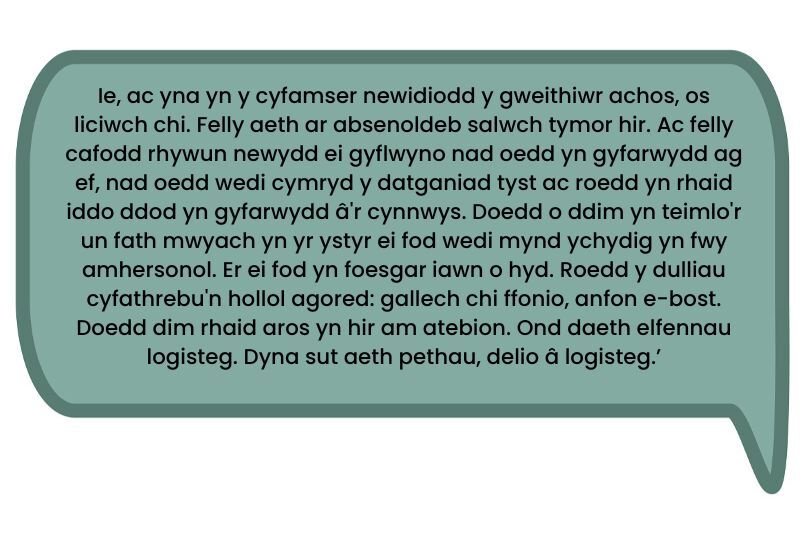 Ie, ac yna yn y cyfamser newidiodd y gweithiwr achos, os
liciwch chi. Felly aeth ar absenoldeb salwch tymor hir. Ac felly
cafodd rhywun newydd ei gyflwyno nad oedd yn gyfarwydd ag
ef, nad oedd wedi cymryd y datganiad tyst ac roedd yn rhaid
iddo ddod yn gyfarwydd â'r cynnwys. Doedd o ddim yn teimlo'r
un fath mwyach yn yr ystyr ei fod wedi mynd ychydig yn fwy
amhersonol. Er ei fod yn foesgar iawn o hyd. Roedd y dulliau
cyfathrebu'n hollol agored: gallech chi ffonio, anfon e-bost.
Doedd dim rhaid aros yn hir am atebion. Ond daeth elfennau
logisteg. Dyna sut aeth pethau, delio â logisteg.’